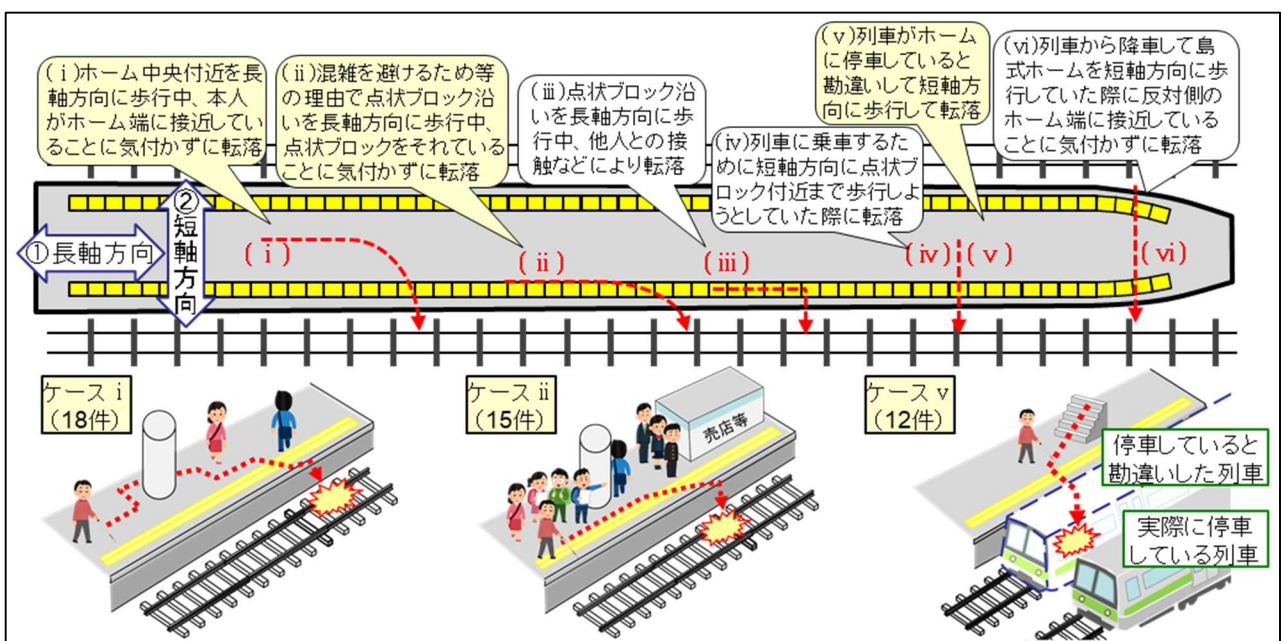 (ⅰ)ホーム中央付近を長
軸方向に歩行中、本人
がホーム端に接近してい
ることに気付かずに転落
(ⅱ)混雑を避けるため等
の理由で点状ブロック沿
いを長軸方向に歩行中、
点状ブロックをそれている
ことに気付かずに転落
(ⅲ)点状ブロック沿
いを長軸方向に歩
行中、他人との接
触などにより転落
(ⅳ)列車に乗車するた
めに短軸方向に点状ブ
ロック付近まで歩行しよ
うとしていた際に転落
(ⅴ)列車がホーム
に停車していると
勘違いして短軸方
向に歩行して転落
(ⅵ)列車から降車して島
式ホームを短軸方向に歩
行していた際に反対側の
ホーム端に接近している
ことに気付かずに転落
①長軸方向
②短軸方向
(ⅰ)
(ⅱ)
(ⅲ)
(ⅳ)
(ⅴ)
(ⅵ)
ケースⅰ
(18件)
ケースⅱ
(15件)
売店等
ケースⅴ
(12件)
停車していると
勘違いした列車
実際に停車
している列車